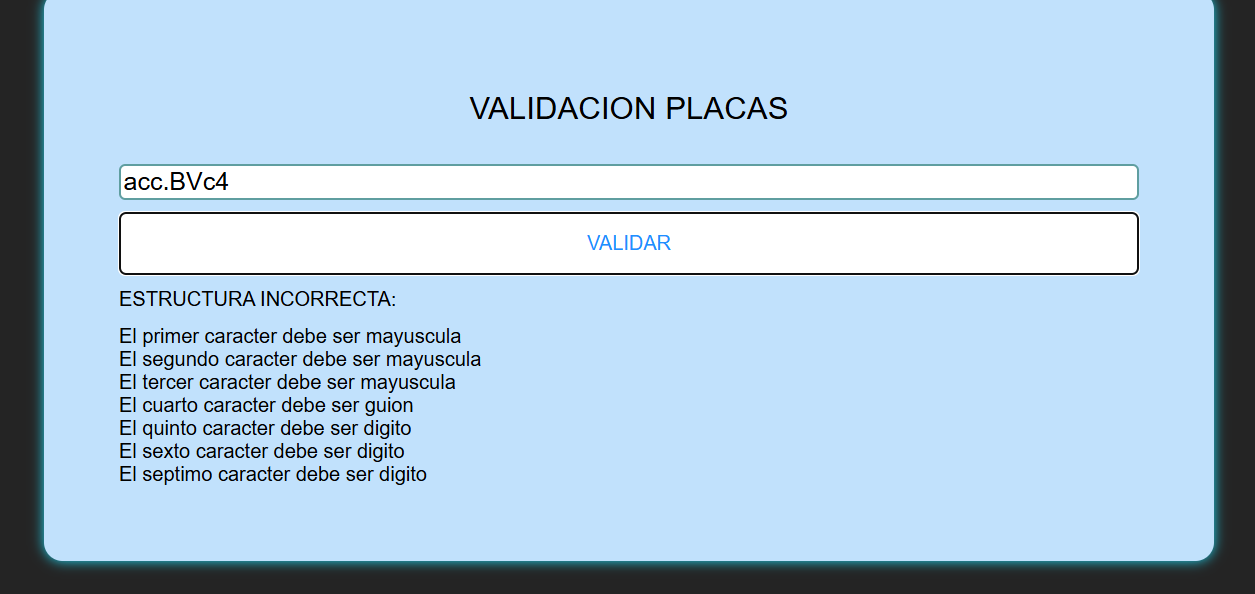 VALIDACION PLACAS
acc.BVc4
VALIDAR
ESTRUCTURA INCORRECTA:
El primer caracter debe ser mayuscula
El segundo caracter debe ser mayuscula
El tercer caracter debe ser mayuscula
El cuarto caracter debe ser guion
El quinto caracter debe ser digito
El sexto caracter debe ser digito
El septimo caracter debe ser digito